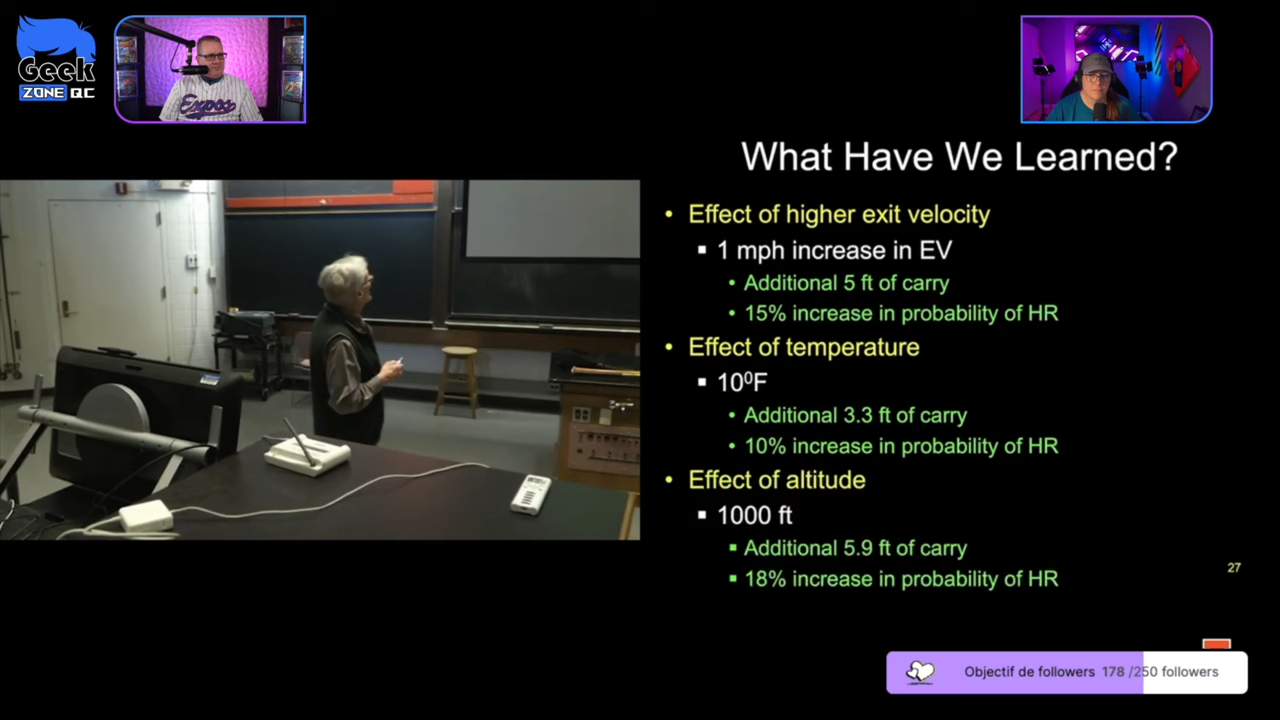 Geek
ZONE QC
Expos
What Have We Learned?
• Effect of higher exit velocity
▪ 1 mph increase in EV
• Additional 5 ft of carry
• 15% increase in probability of HR
• Effect of temperature
▪ 10⁰F
• Additional 3.3 ft of carry
• 10% increase in probability of HR
• Effect of altitude
▪ 1000 ft
▪ Additional 5.9 ft of carry
▪ 18% increase in probability of HR
27
Objectif de followers 178 /250 followers